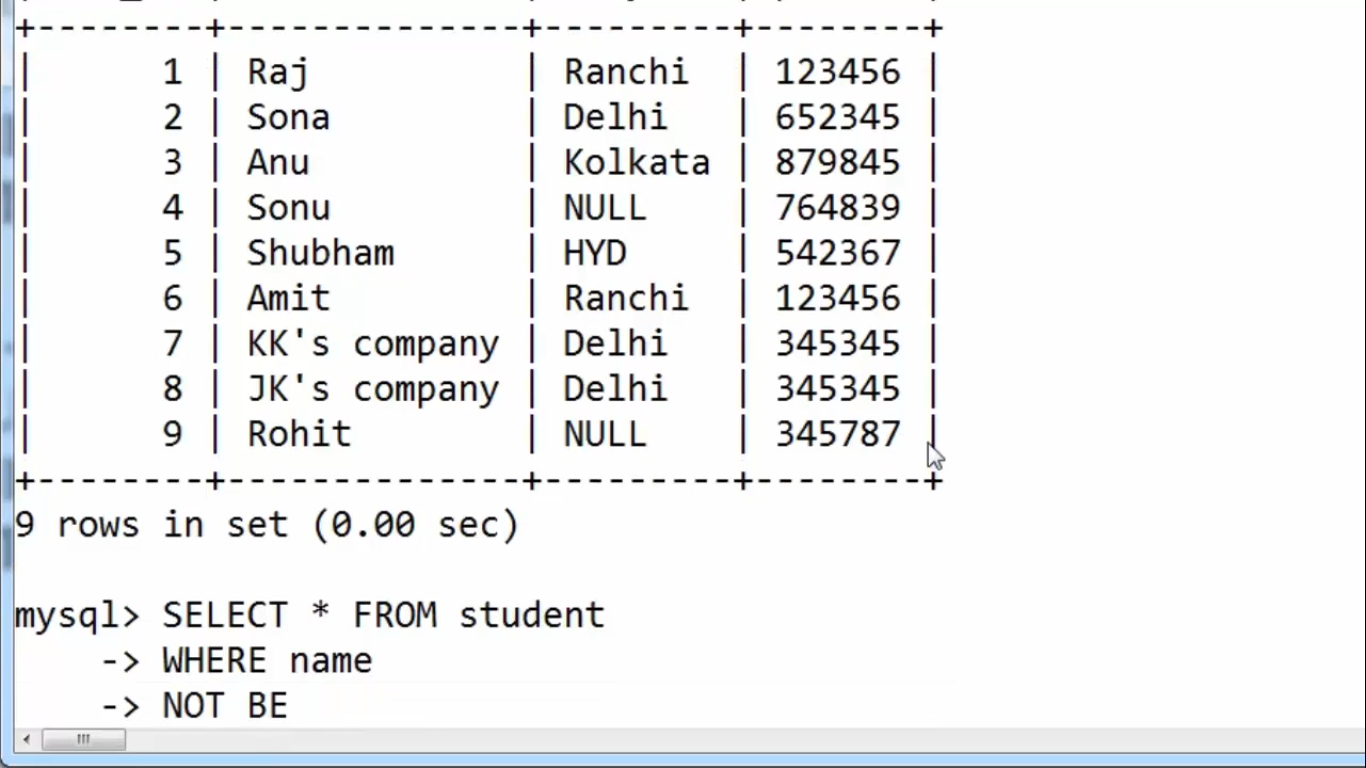 +--------+--------------+---------+--------+
|      1 | Raj          | Ranchi  | 123456 |
|      2 | Sona         | Delhi   | 652345 |
|      3 | Anu          | Kolkata | 879845 |
|      4 | Sonu         | NULL    | 764839 |
|      5 | Shubham      | HYD     | 542367 |
|      6 | Amit         | Ranchi  | 123456 |
|      7 | KK's company | Delhi   | 345345 |
|      8 | JK's company | Delhi   | 345345 |
|      9 | Rohit        | NULL    | 345787 |
+--------+--------------+---------+--------+
9 rows in set (0.00 sec)
mysql> SELECT * FROM student
    -> WHERE name
    -> NOT BE